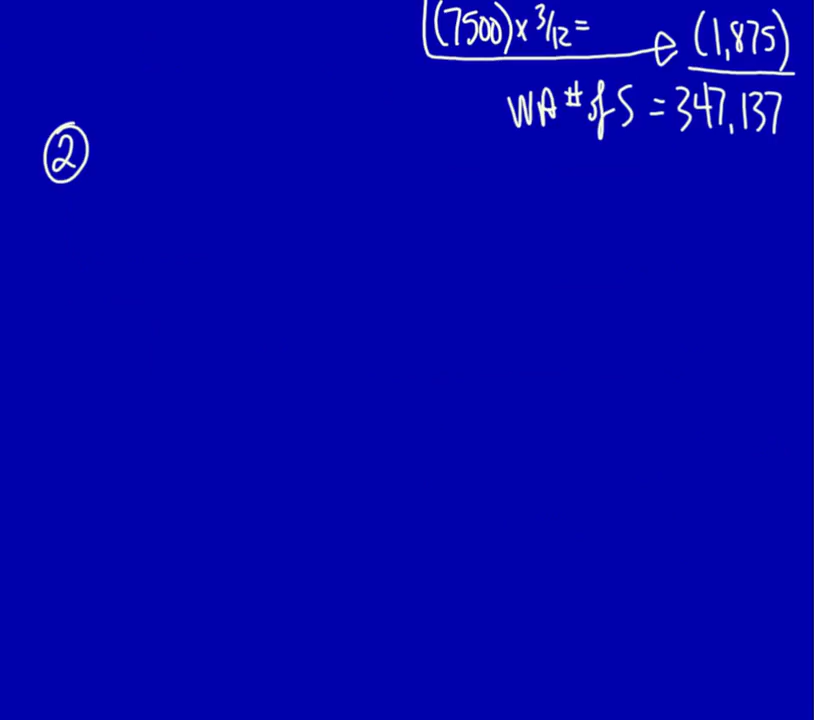 (7500) x 3/12 = (1,875)
WA # of S = 347,137
2